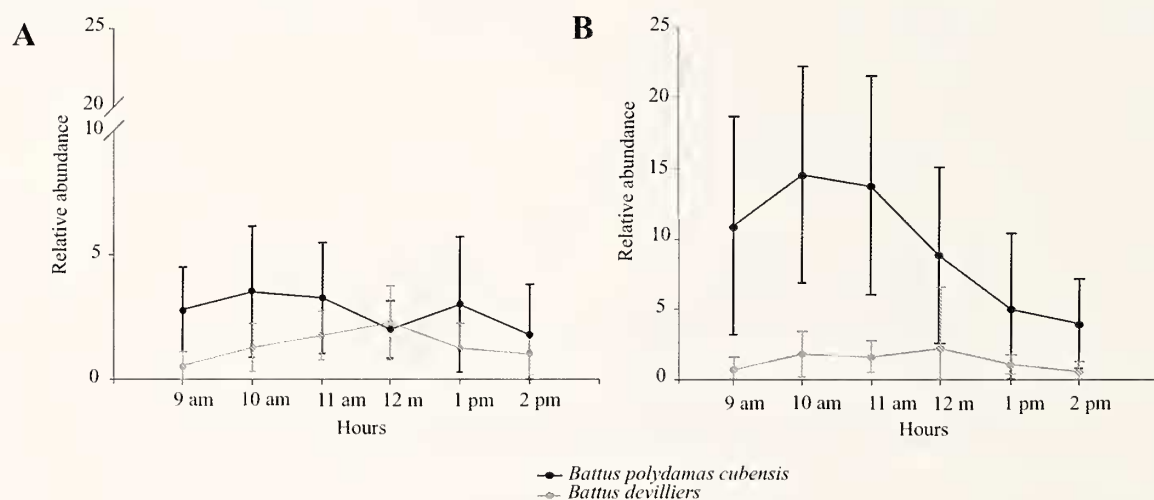 A
25
20
10
5
0
Relative abundance
9 am 10 am 11 am 12 m 1 pm 2 pm
Hours
B
25
20
15
10
5
0
Relative abundance
9 am 10 am 11 am 12 m 1 pm 2 pm
Hours
Battus polydamas cubensis
Battus devilliers